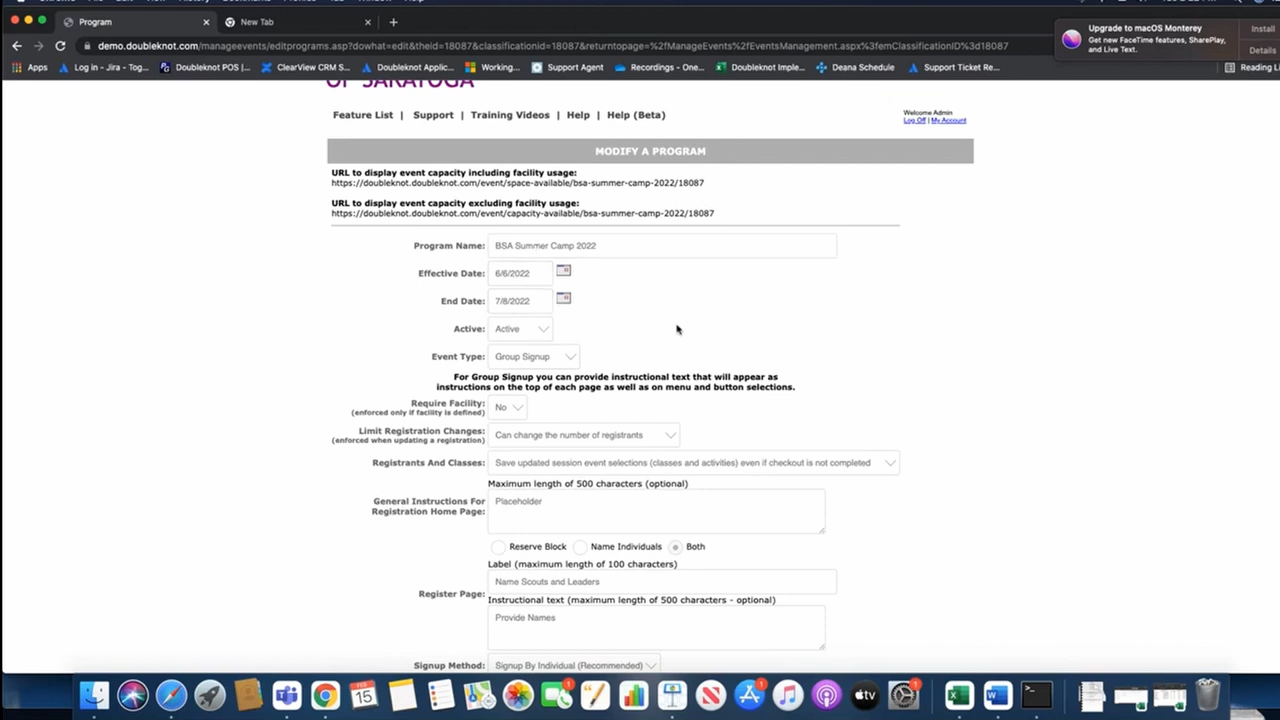 Program
New Tab
demo.doubleknot.com/manageevents/editprograms.asp?dowhat=edit&theid=18087&classificationid=18087&returntopage=%2fManageEvents%2fEventsManagement.aspx%3femClassificationID%3d18087
Upgrade to macOS Monterey
Get new FaceTime features, SharePlay,
and Live Text.
Install
Details
Apps
Log in - Jira - Tog...
Doubleknot POS |...
ClearView CRM S...
Doubleknot Applic...
Working...
Support Agent
Recordings - One...
Doubleknot Imple...
Deana Schedule
Support Ticket Re...
Reading Li
OF SARATOGA
Feature List | Support | Training Videos | Help | Help (Beta)
Welcome Admin
Log Off | My Account
MODIFY A PROGRAM
URL to display event capacity including facility usage:
https://doubleknot.doubleknot.com/event/space-available/bsa-summer-camp-2022/18087
URL to display event capacity excluding facility usage:
https://doubleknot.doubleknot.com/event/capacity-available/bsa-summer-camp-2022/18087
Program Name: BSA Summer Camp 2022
Effective Date: 6/6/2022
End Date: 7/8/2022
Active: Active
Event Type: Group Signup
For Group Signup you can provide instructional text that will appear as
instructions on the top of each page as well as on menu and button selections.
Require Facility: No
(enforced only if facility is defined)
Limit Registration Changes: Can change the number of registrants
(enforced when updating a registration)
Registrants And Classes: Save updated session event selections (classes and activities) even if checkout is not completed
Maximum length of 500 characters (optional)
General Instructions For
Registration Home Page:
Placeholder
Reserve Block Name Individuals Both
Label (maximum length of 100 characters)
Name Scouts and Leaders
Register Page:
Instructional text (maximum length of 500 characters - optional)
Provide Names
Signup Method: Signup By Individual (Recommended)
FEB
15
1
1
tv
1